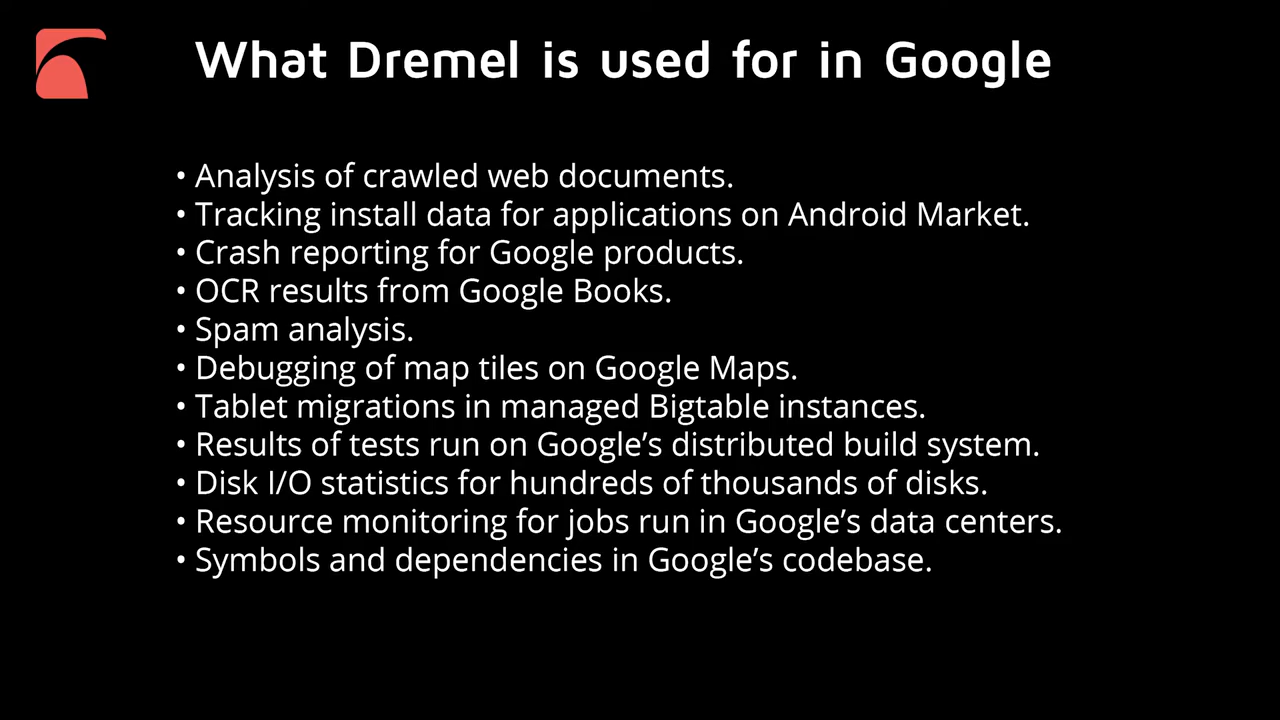 What Dremel is used for in Google
• Analysis of crawled web documents.
• Tracking install data for applications on Android Market.
• Crash reporting for Google products.
• OCR results from Google Books.
• Spam analysis.
• Debugging of map tiles on Google Maps.
• Tablet migrations in managed Bigtable instances.
• Results of tests run on Google’s distributed build system.
• Disk I/O statistics for hundreds of thousands of disks.
• Resource monitoring for jobs run in Google’s data centers.
• Symbols and dependencies in Google’s codebase.